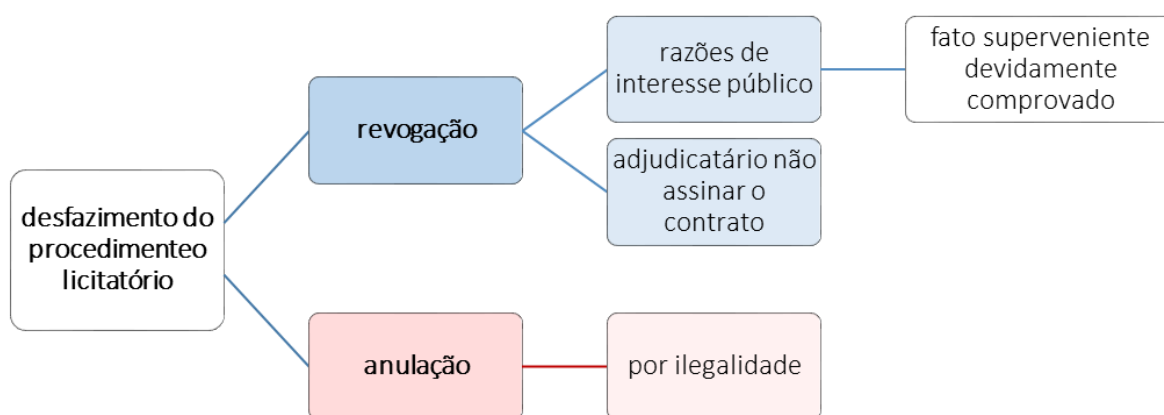 desfazimento do
procedimenteo
licitatório
revogação
razões de
interesse público
fato superveniente
devidamente
comprovado
adjudicatário não
assinar o
contrato
anulação
por ilegalidade